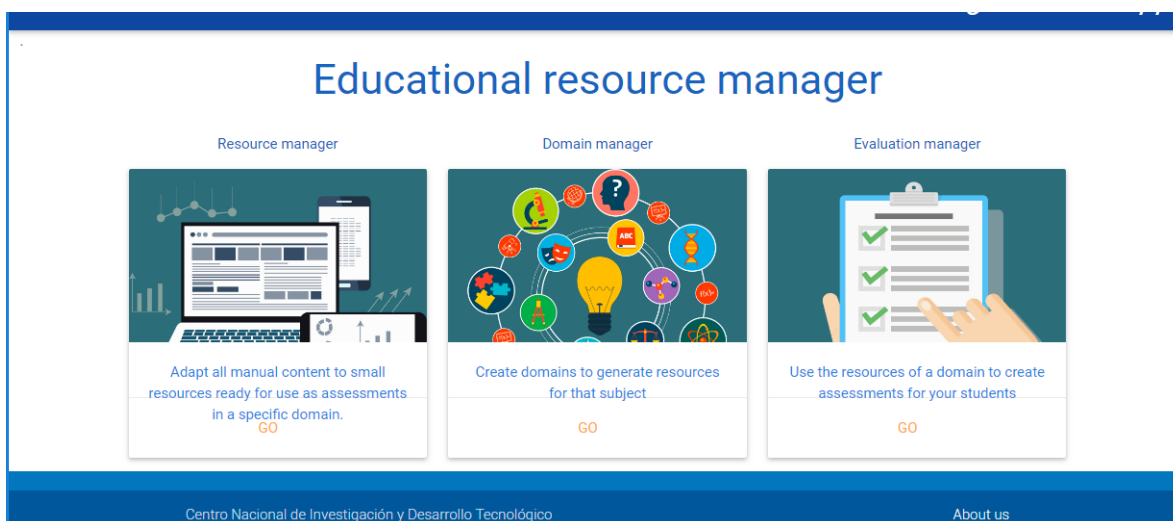 Educational resource manager
Resource manager
Domain manager
Evaluation manager
?
ABC
F(X)=
Adapt all manual content to small
resources ready for use as assessments
in a specific domain.
GO
Create domains to generate resources
for that subject
GO
Use the resources of a domain to create
assessments for your students
GO
Centro Nacional de Investigación y Desarrollo Tecnológico
About us